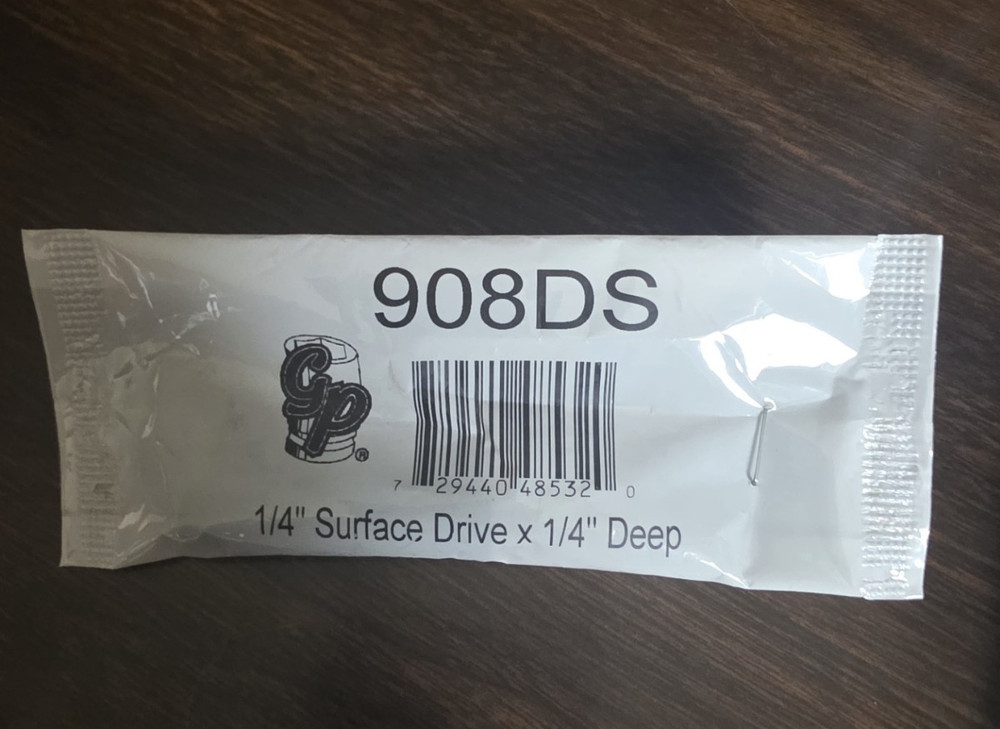 908DS
GP
®
7 29440 48532 0
1/4" Surface Drive x 1/4" Deep